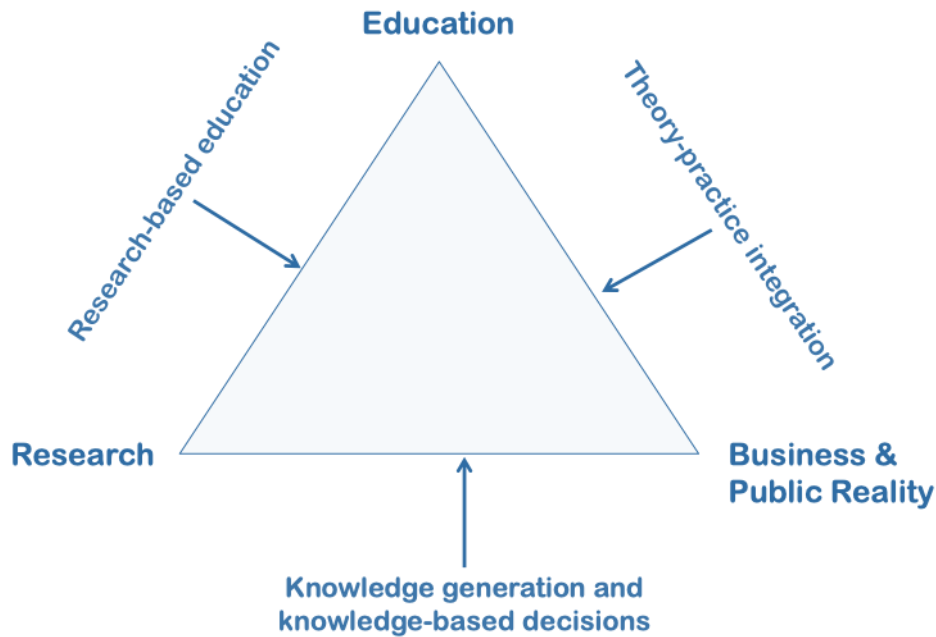 Education
Research-based education
Theory-practice integration
Research
Business &
Public Reality
Knowledge generation and
knowledge-based decisions